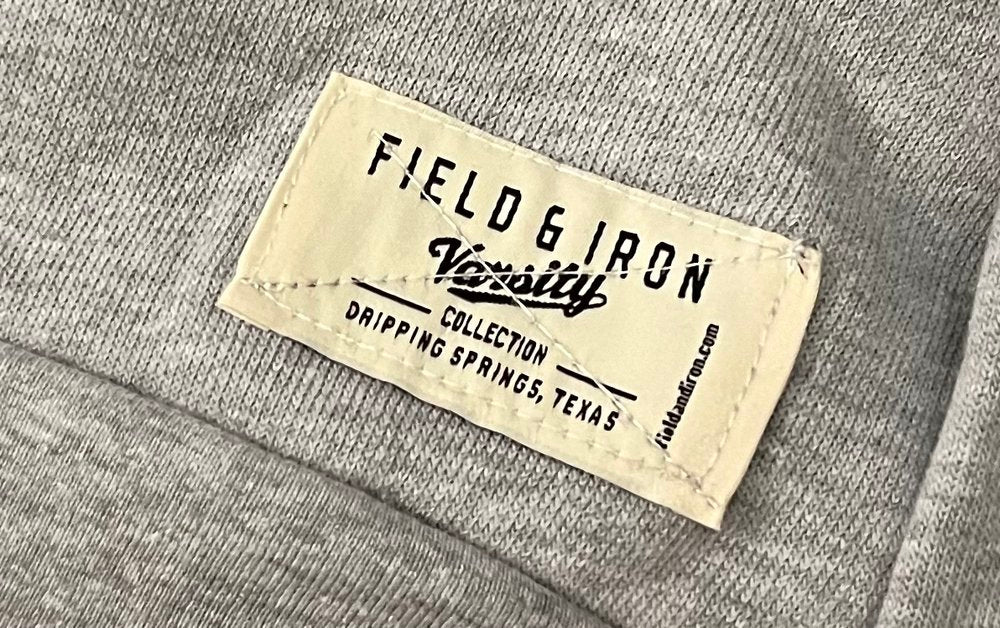 FIELD & IRON
Varsity
COLLECTION
DRIPPING SPRINGS, TEXAS
fieldandiron.com